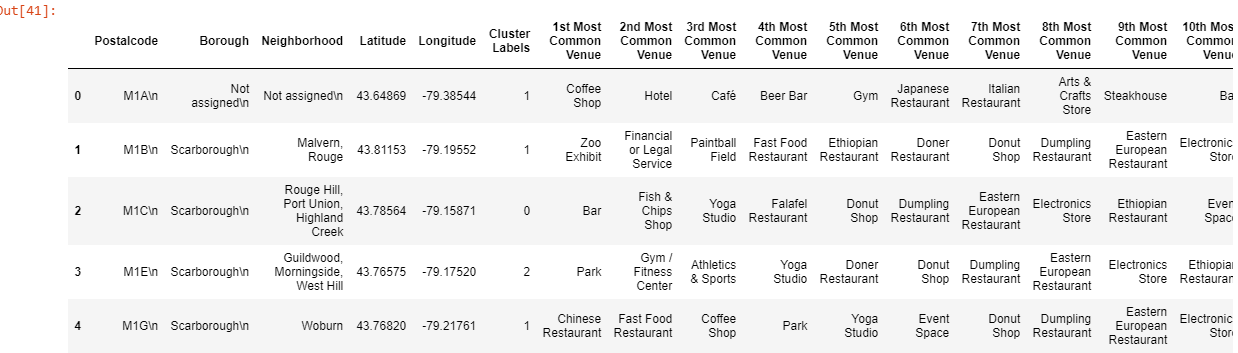 Out[41]:
Postalcode Borough Neighborhood Latitude Longitude Cluster Labels 1st Most Common Venue 2nd Most Common Venue 3rd Most Common Venue 4th Most Common Venue 5th Most Common Venue 6th Most Common Venue 7th Most Common Venue 8th Most Common Venue 9th Most Common Venue 10th Most Common Venue
0 M1A\n Not assigned\n Not assigned\n 43.64869 -79.38544 1 Coffee Shop Hotel Café Beer Bar Gym Japanese Restaurant Italian Restaurant Arts & Crafts Store Steakhouse
1 M1B\n Scarborough\n Malvern, Rouge 43.81153 -79.19552 1 Zoo Exhibit Financial or Legal Service Paintball Field Fast Food Restaurant Ethiopian Restaurant Doner Restaurant Donut Shop Dumpling Restaurant Eastern European Restaurant Electronics Store
2 M1C\n Scarborough\n Rouge Hill, Port Union, Highland Creek 43.78564 -79.15871 0 Bar Fish & Chips Shop Yoga Studio Falafel Restaurant Donut Shop Dumpling Restaurant Eastern European Restaurant Electronics Store Ethiopian Restaurant Event Space
3 M1E\n Scarborough\n Guildwood, Morningside, West Hill 43.76575 -79.17520 2 Park Gym / Fitness Center Athletics & Sports Yoga Studio Doner Restaurant Donut Shop Dumpling Restaurant Eastern European Restaurant Electronics Store Ethiopian Restaurant
4 M1G\n Scarborough\n Woburn 43.76820 -79.21761 1 Chinese Restaurant Fast Food Restaurant Coffee Shop Park Yoga Studio Event Space Donut Shop Dumpling Restaurant Eastern European Restaurant Electronics Store